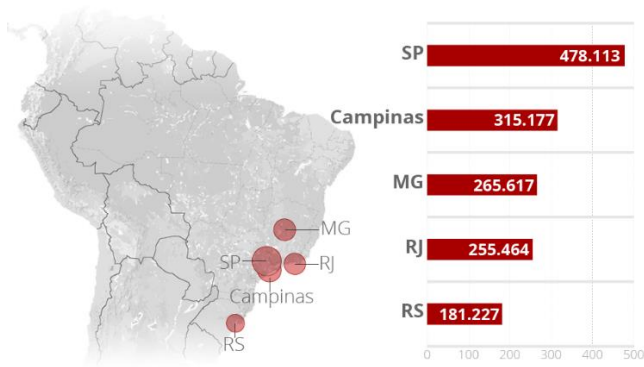 MG
SP
RJ
Campinas
RS
SP
478.113
Campinas
315.177
MG
265.617
RJ
255.464
RS
181.227
0 100 200 300 400 500